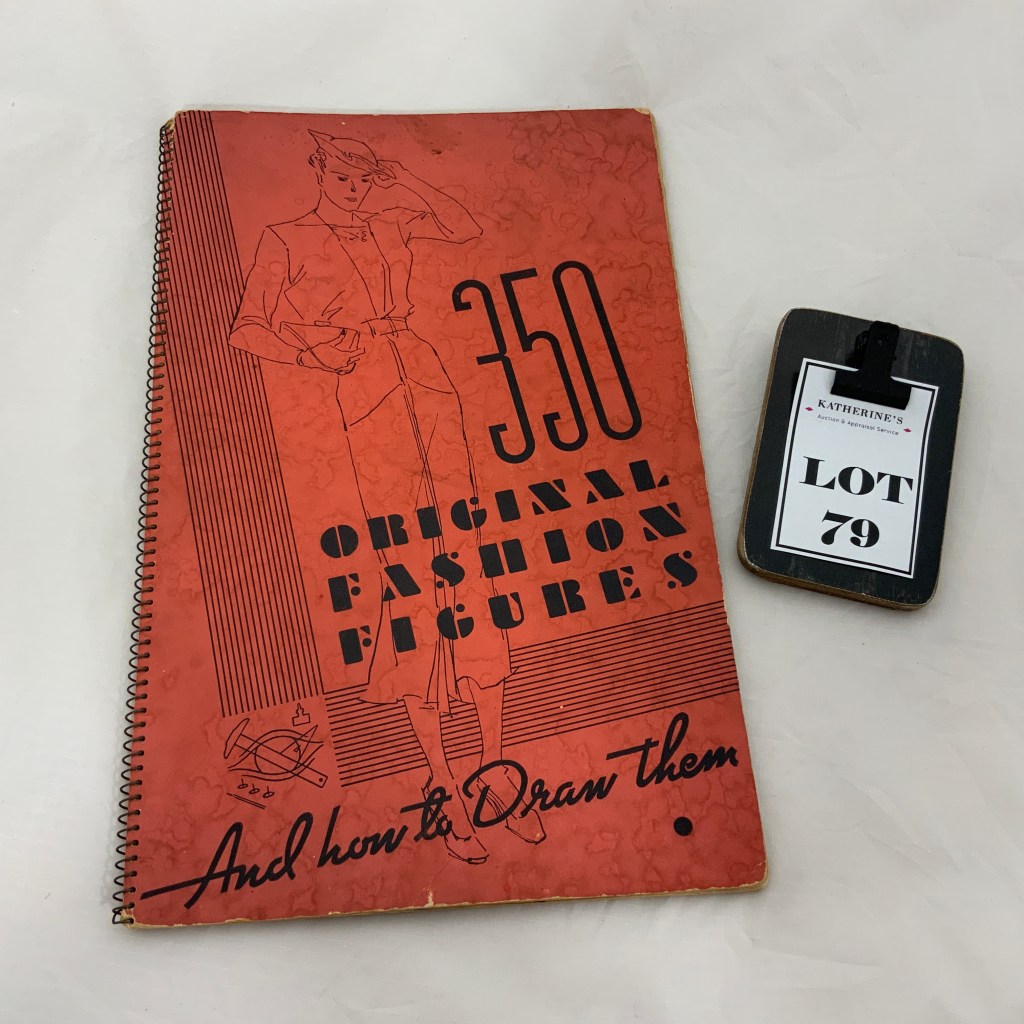 350
ORIGINAL
FASHION
FIGURES
And how to Draw them
KATHERINE'S
Auction & Appraisal Service
LOT
79